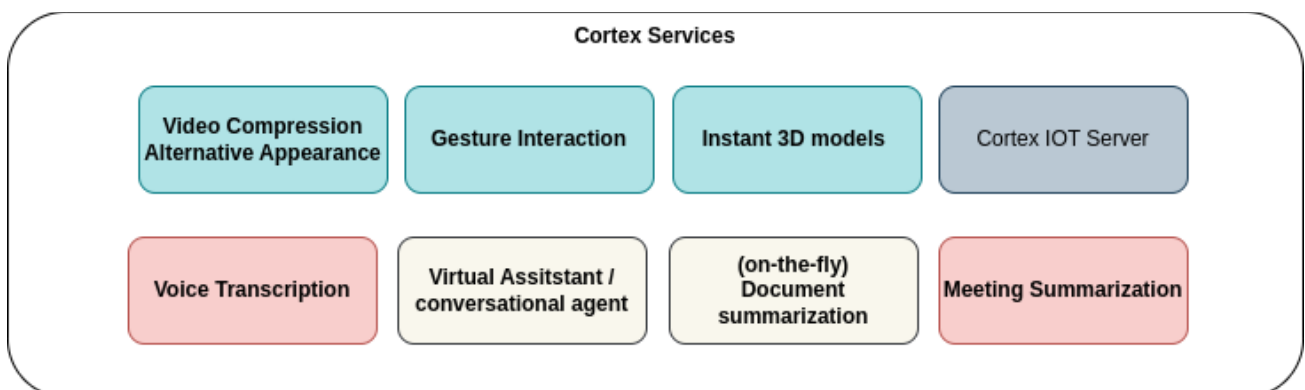 Cortex Services
Video Compression
Alternative Appearance
Gesture Interaction
Instant 3D models
Cortex IOT Server
Voice Transcription
Virtual Assitstant /
conversational agent
(on-the-fly)
Document
summarization
Meeting Summarization